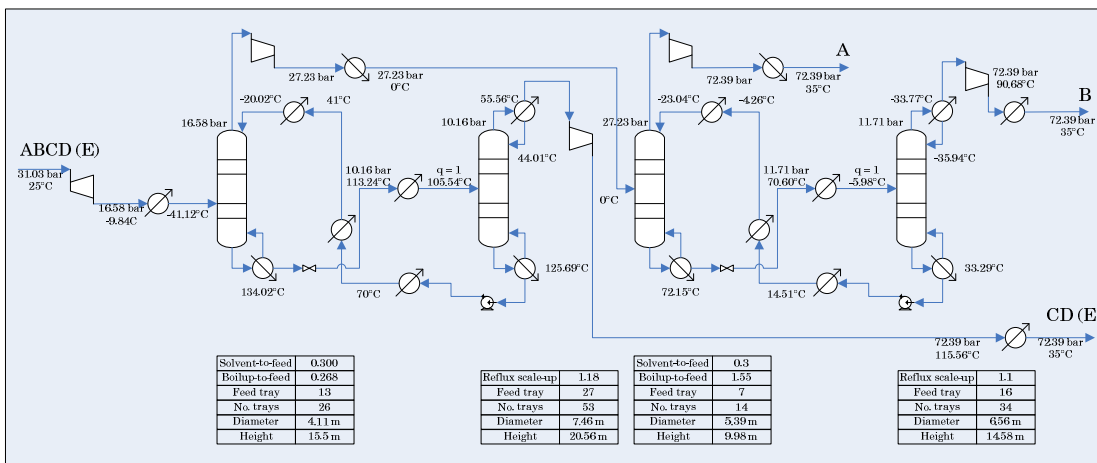 ABCD (E)
31.03 bar
25°C
16.58 bar
-9.84C
-41.12°C
16.58 bar
-20.02°C
41°C
27.23 bar
27.23 bar
0°C
134.02°C
70°C
10.16 bar
113.24°C
q = 1
105.54°C
10.16 bar
55.56°C
44.01°C
125.69°C
0°C
27.23 bar
-23.04°C
-4.26°C
72.39 bar
A
72.39 bar
35°C
72.15°C
14.51°C
11.71 bar
70.60°C
q = 1
-5.98°C
11.71 bar
-33.77°C
-35.94°C
72.39 bar
90.68°C
B
72.39 bar
35°C
33.29°C
CD (E)
72.39 bar
115.56°C
72.39 bar
35°C
Solvent-to-feed 0.300
Boilup-to-feed 0.268
Feed tray 13
No. trays 26
Diameter 4.11 m
Height 15.5 m
Reflux scale-up 1.18
Feed tray 27
No. trays 53
Diameter 7.46 m
Height 20.56 m
Solvent-to-feed 0.3
Boilup-to-feed 1.55
Feed tray 7
No. trays 14
Diameter 5.39 m
Height 9.98 m
Reflux scale-up 1.1
Feed tray 16
No. trays 34
Diameter 6.56 m
Height 14.58 m